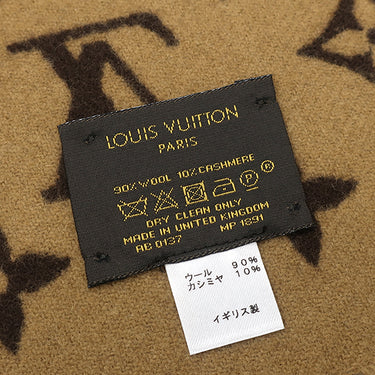 LOUIS VUITTON
PARIS
90% WOOL 10% CASHMERE
P
DRY CLEAN ONLY
MADE IN UNITED KINGDOM
RB 0137 MP 1891
ウール 90%
カシミヤ 10%
イギリス製